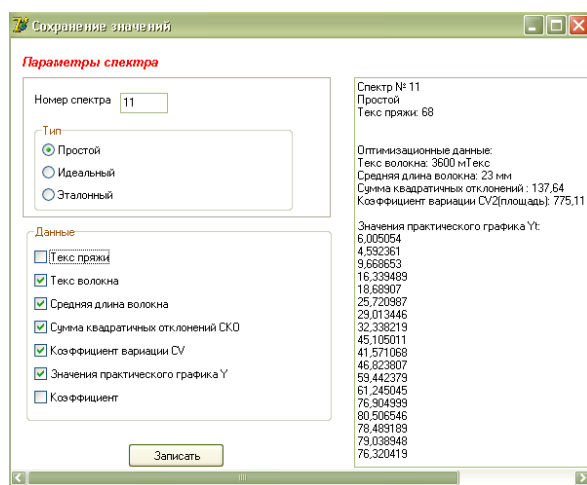 Сохранение значений
Параметры спектра
Номер спектра 11
Тип
Простой
Идеальный
Эталонный
Данные
Текс пряжи
Текс волокна
Средняя длина волокна
Сумма квадратичных отклонений СКО
Коэффициент вариации CV
Значения практического графика Y
Коэффициент
Записать
Спектр № 11
Простой
Текс пряжи: 68
Оптимизационные данные:
Текс волокна: 3600 мТекс
Средняя длина волокна: 23 мм
Сумма квадратичных отклонений : 137,64
Коэффициент вариации CV2(площадь): 775,11
Значения практического графика Yt:
6,005054
4,592361
9,668653
16,339489
18,68907
25,720987
29,013446
32,338219
45,105011
41,571068
46,823807
59,442379
61,245045
76,904999
80,506546
78,489189
79,038948
76,320419